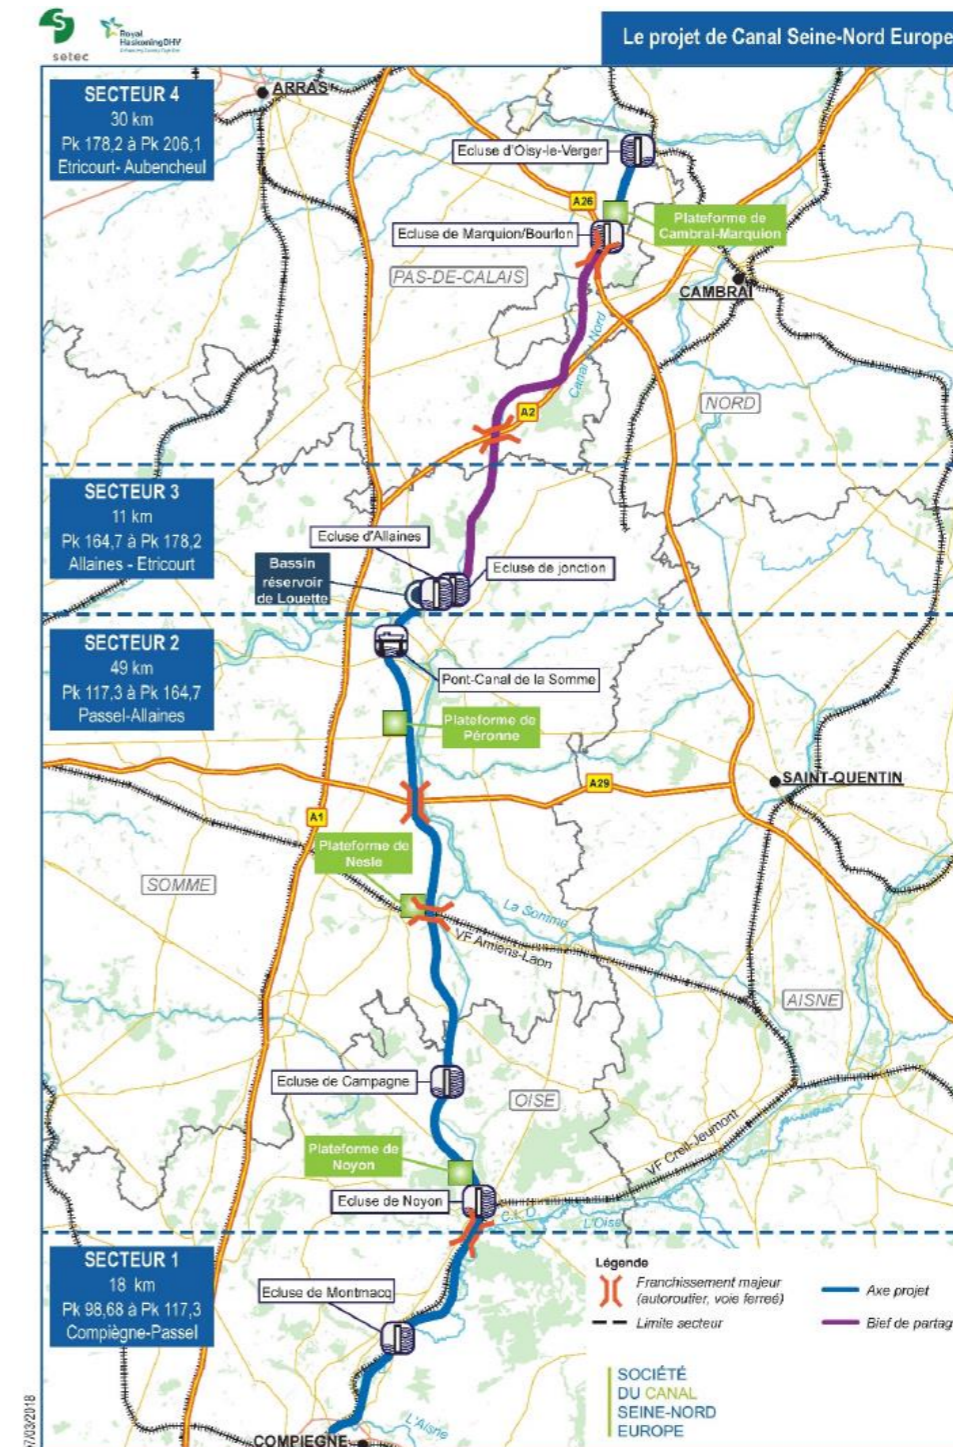 setec
Royal
HaskoningDHV
Le projet de Canal Seine-Nord Europe
SECTEUR 4
30 km
Pk 178,2 à Pk 206,1
Etricourt- Aubencheul
ARRAS
Ecluse d'Oisy-le-Verger
A26
Plateforme de
Cambrai-Marquion
Ecluse de Marquion/Bourlon
PAS-DE-CALAIS
CAMBRAI
Canal Nord
NORD
A2
SECTEUR 3
11 km
Pk 164,7 à Pk 178,2
Allaines - Etricourt
Ecluse d'Allaines
Bassin
réservoir
de Louette
Ecluse de jonction
SECTEUR 2
49 km
Pk 117,3 à Pk 164,7
Passel-Allaines
Pont-Canal de la Somme
Plateforme de
Péronne
A29
SAINT-QUENTIN
A1
Plateforme de
Nesle
SOMME
La Somme
VF Amiens-Laon
AISNE
Ecluse de Campagne
OISE
VF Creil-Jeumont
Plateforme de
Noyon
Ecluse de Noyon
L'Oise
SECTEUR 1
18 km
Pk 98,68 à Pk 117,3
Compiègne-Passel
Ecluse de Montmacq
Légende
Franchissement majeur
(autoroutier, voie ferreé)
Limite secteur
Axe projet
Bief de partag
SOCIÉTÉ
DU CANAL
SEINE-NORD
EUROPE
L'Aisne
COMPIEGNE
7/03/2018